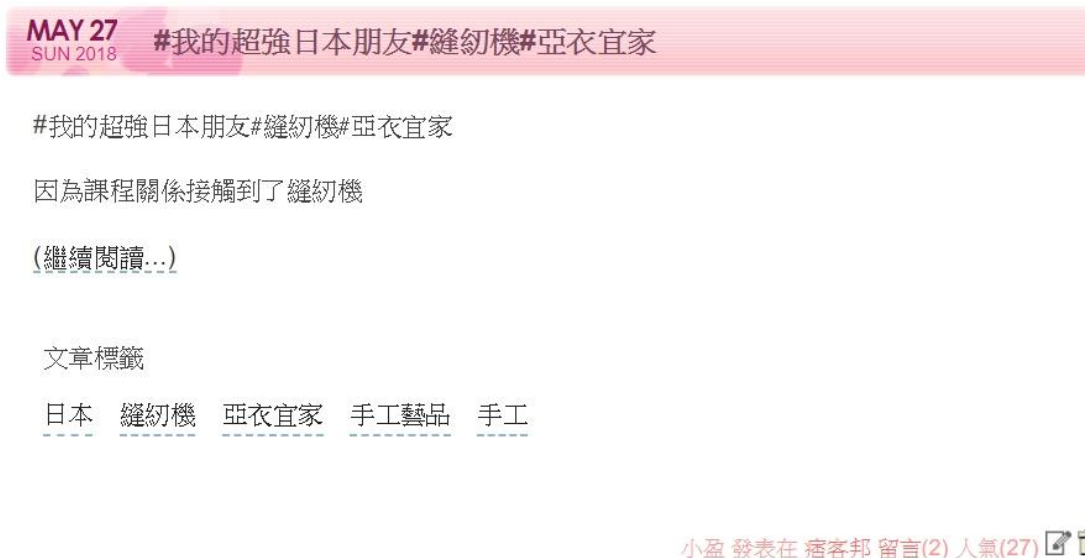 MAY 27
SUN 2018
#我的超強日本朋友#縫紉機#亞衣宜家
#我的超強日本朋友#縫紉機#亞衣宜家
因為課程關係接觸到了縫紉機
(繼續閱讀...)
文章標籤
日本 縫紉機 亞衣宜家 手工藝品 手工
小盈 發表在 痞客邦 留言(2) 人氣(27)